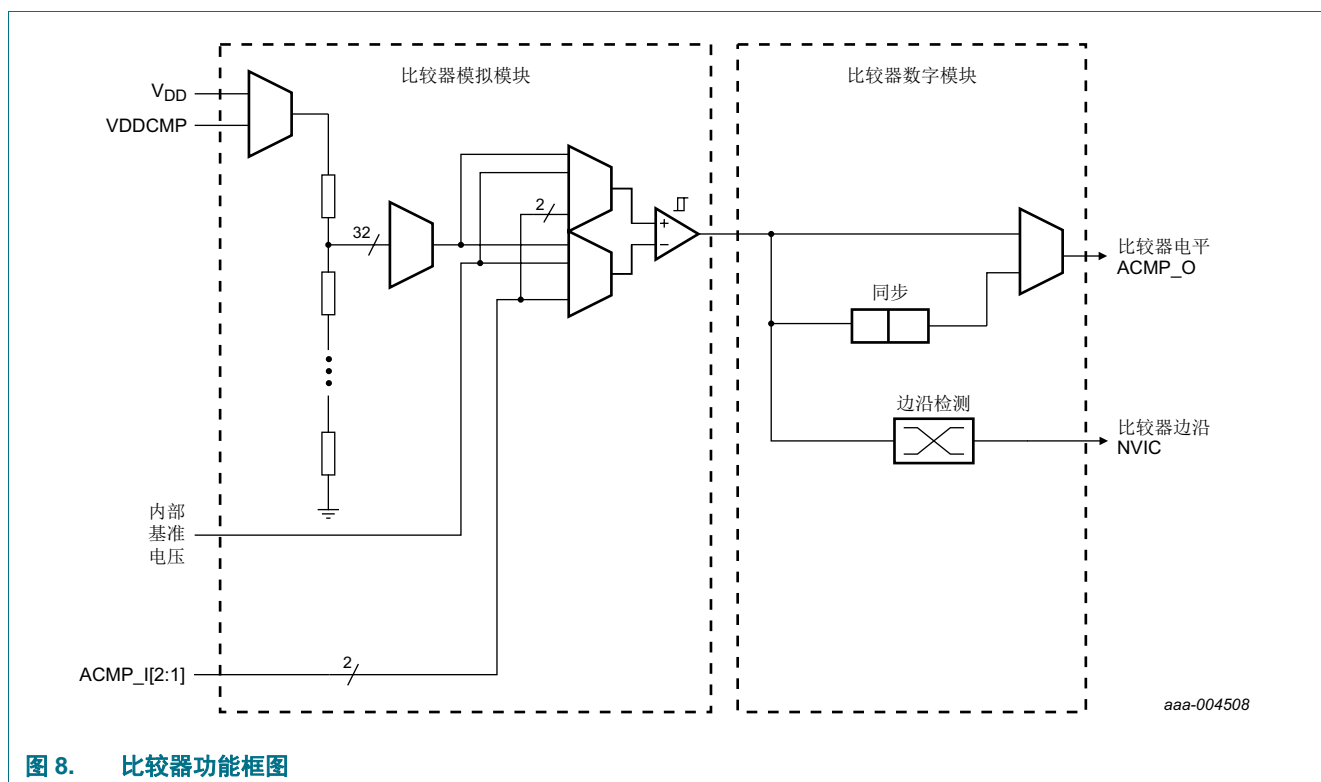 比较器模拟模块
比较器数字模块
VDD
VDDCMP
32
2
+
−
同步
比较器电平
ACMP_O
边沿检测
比较器边沿
NVIC
内部
基准
电压
ACMP_I[2:1]
2
aaa-004508
图 8. 比较器功能框图